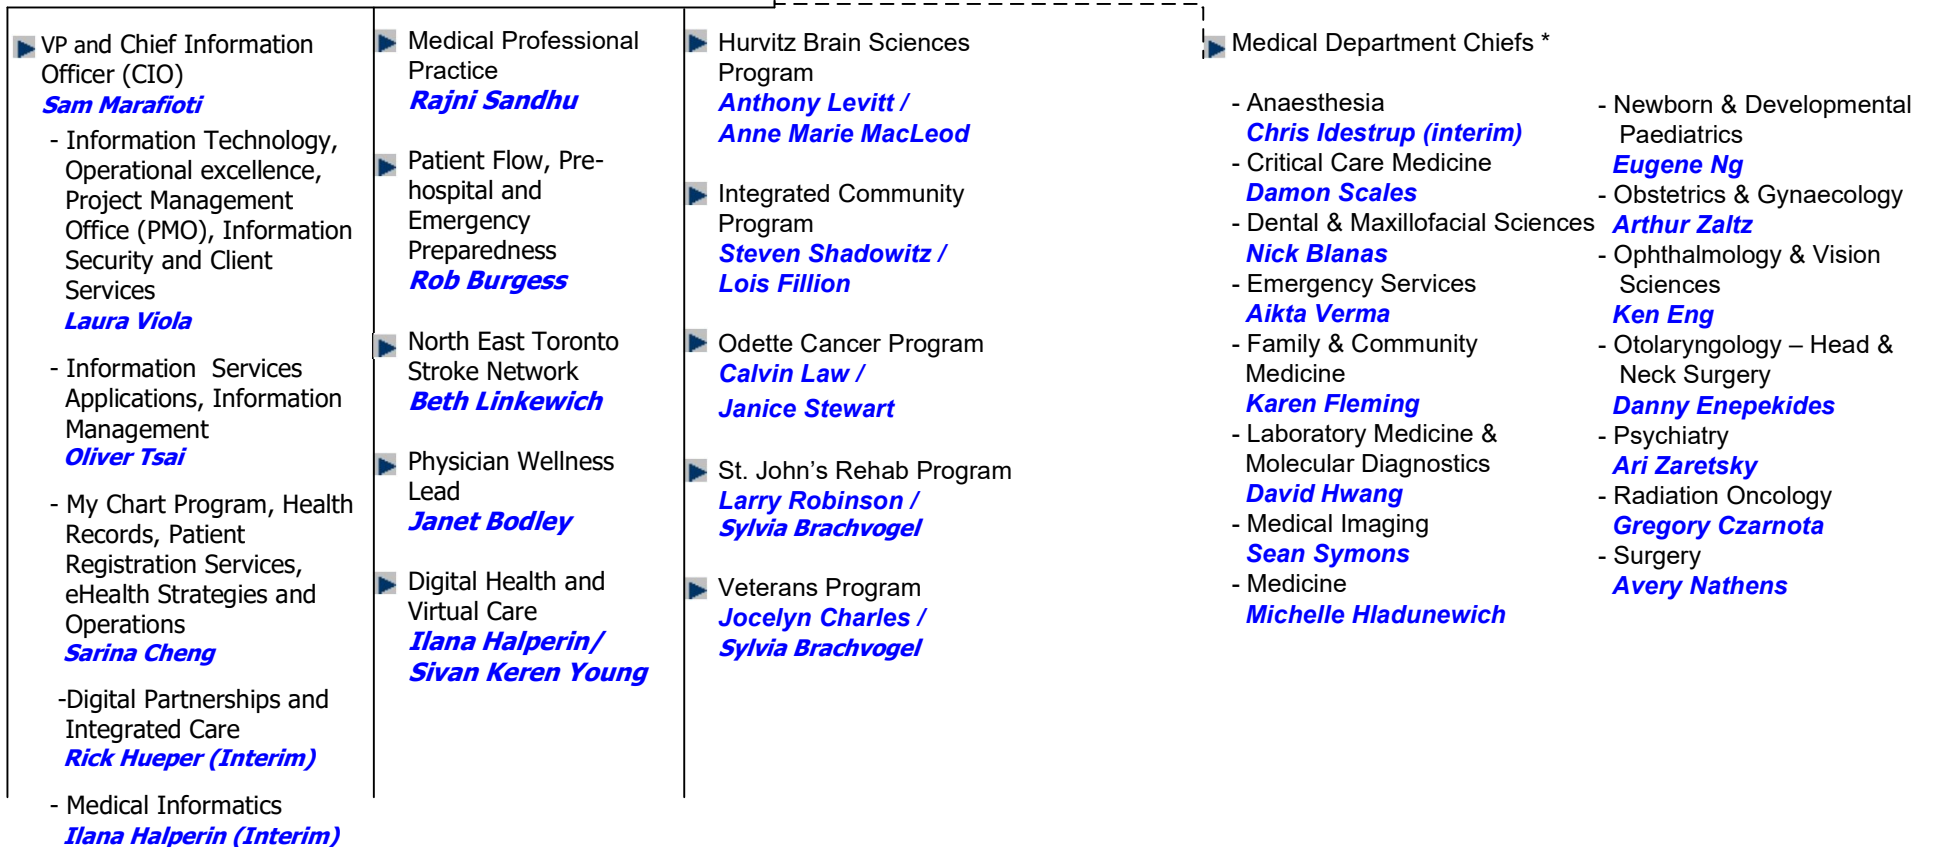 VP and Chief Information
Officer (CIO)
Sam Marafioti
- Information Technology,
Operational excellence,
Project Management
Office (PMO), Information
Security and Client
Services
Laura Viola
- Information  Services
Applications, Information
Management
Oliver Tsai
- My Chart Program, Health
Records, Patient
Registration Services,
eHealth Strategies and
Operations
Sarina Cheng
-Digital Partnerships and
Integrated Care
Rick Hueper (Interim)
- Medical Informatics
Ilana Halperin (Interim)
Medical Professional
Practice
Rajni Sandhu
Patient Flow, Pre-
hospital and
Emergency
Preparedness
Rob Burgess
North East Toronto
Stroke Network
Beth Linkewich
Physician Wellness
Lead
Janet Bodley
Digital Health and
Virtual Care
Ilana Halperin/
Sivan Keren Young
Hurvitz Brain Sciences
Program
Anthony Levitt /
Anne Marie MacLeod
Integrated Community
Program
Steven Shadowitz /
Lois Fillion
Odette Cancer Program
Calvin Law /
Janice Stewart
St. John’s Rehab Program
Larry Robinson /
Sylvia Brachvogel
Veterans Program
Jocelyn Charles /
Sylvia Brachvogel
Medical Department Chiefs *
- Anaesthesia
Chris Idestrup (interim)
- Critical Care Medicine
Damon Scales
- Dental & Maxillofacial Sciences
Nick Blanas
- Emergency Services
Aikta Verma
- Family & Community
Medicine
Karen Fleming
- Laboratory Medicine &
Molecular Diagnostics
David Hwang
- Medical Imaging
Sean Symons
- Medicine
Michelle Hladunewich
- Newborn & Developmental
Paediatrics
Eugene Ng
- Obstetrics & Gynaecology
Arthur Zaltz
- Ophthalmology & Vision
Sciences
Ken Eng
- Otolaryngology – Head &
Neck Surgery
Danny Enepekides
- Psychiatry
Ari Zaretsky
- Radiation Oncology
Gregory Czarnota
- Surgery
Avery Nathens